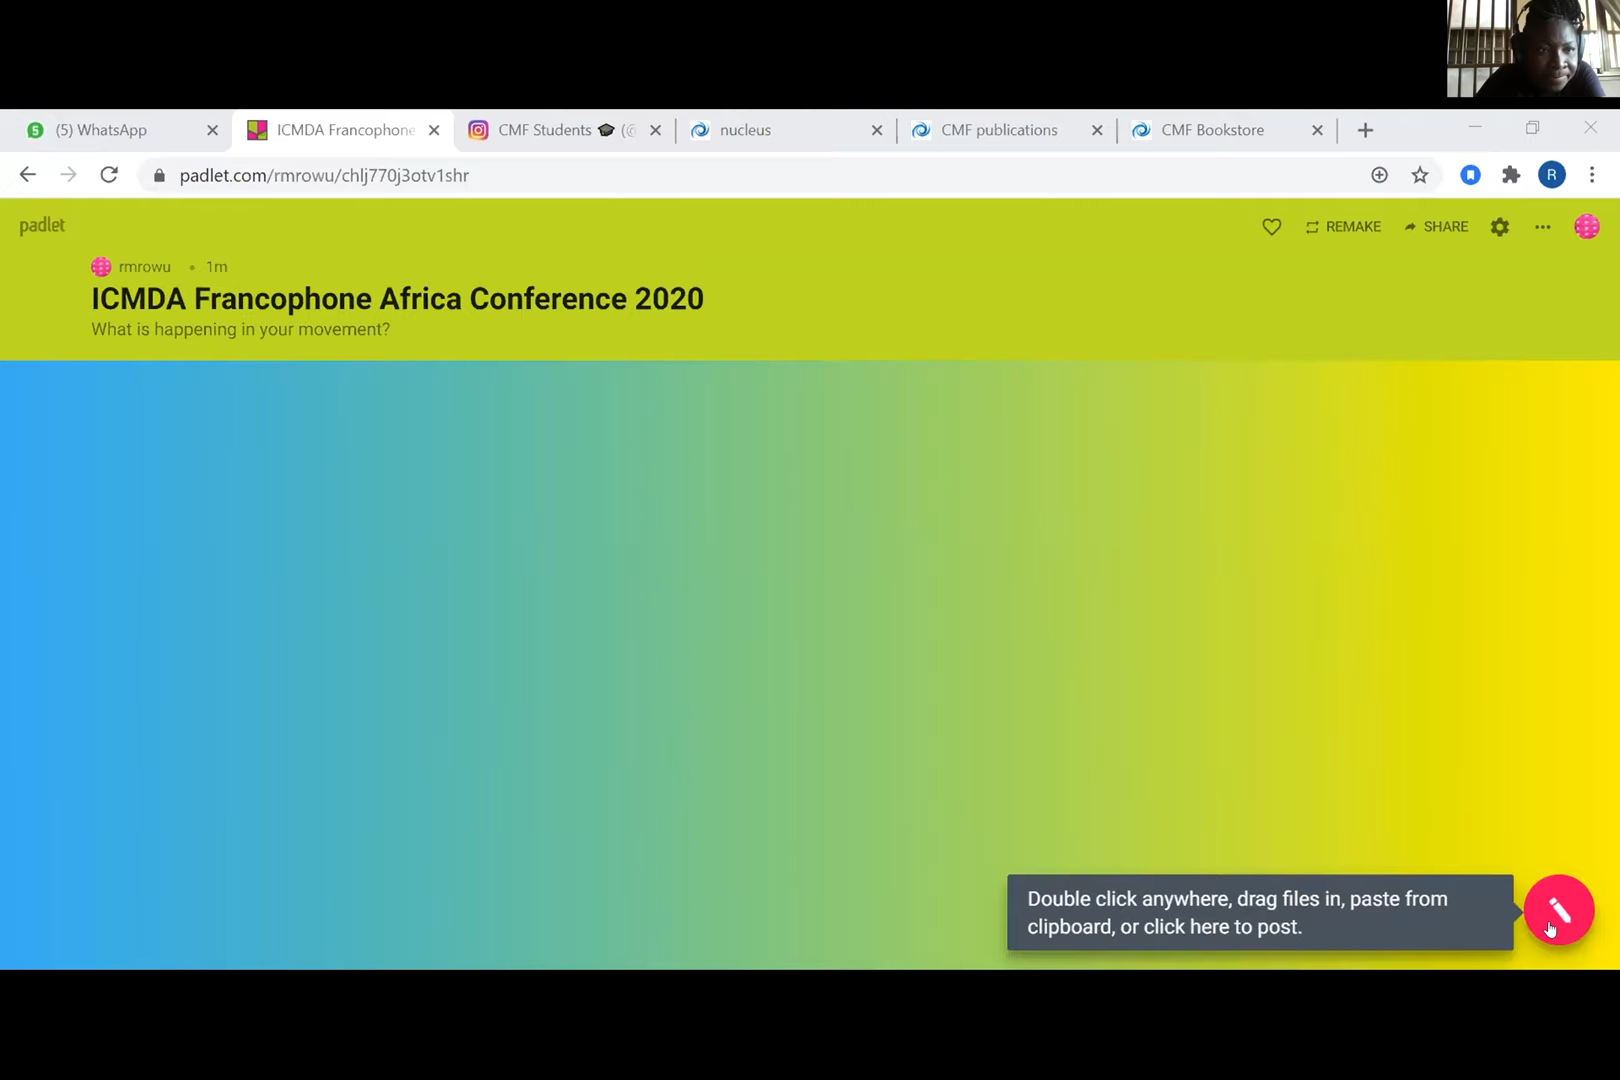 5 (5) WhatsApp
ICMDA Francophone
CMF Students 🎓 (@
nucleus
CMF publications
CMF Bookstore
padlet.com/rmrowu/chlj770j3otv1shr
R
padlet
REMAKE
SHARE
rmrowu • 1m
ICMDA Francophone Africa Conference 2020
What is happening in your movement?
Double click anywhere, drag files in, paste from
clipboard, or click here to post.